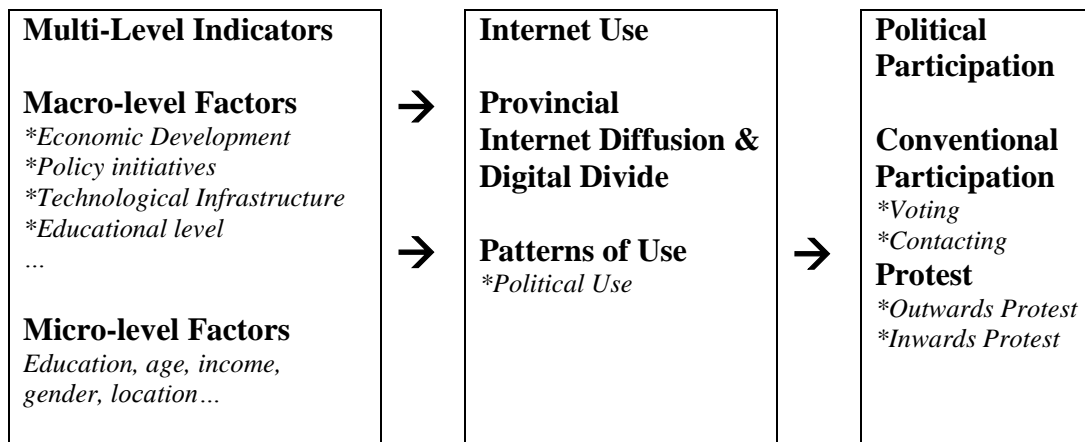 Multi-Level Indicators
Macro-level Factors
*Economic Development
*Policy initiatives
*Technological Infrastructure
*Educational level
…
Micro-level Factors
Education, age, income,
gender, location…
→
→
Internet Use
Provincial
Internet Diffusion &
Digital Divide
Patterns of Use
*Political Use
→
Political
Participation
Conventional
Participation
*Voting
*Contacting
Protest
*Outwards Protest
*Inwards Protest